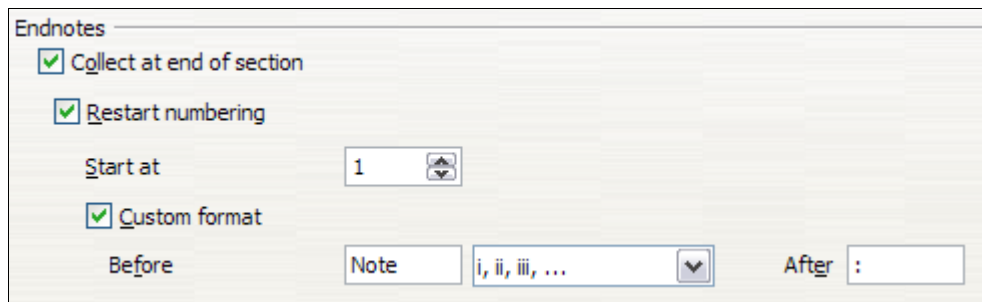 Endnotes
Collect at end of section
Restart numbering
Start at 1
Custom format
Before Note i, ii, iii, ... After :